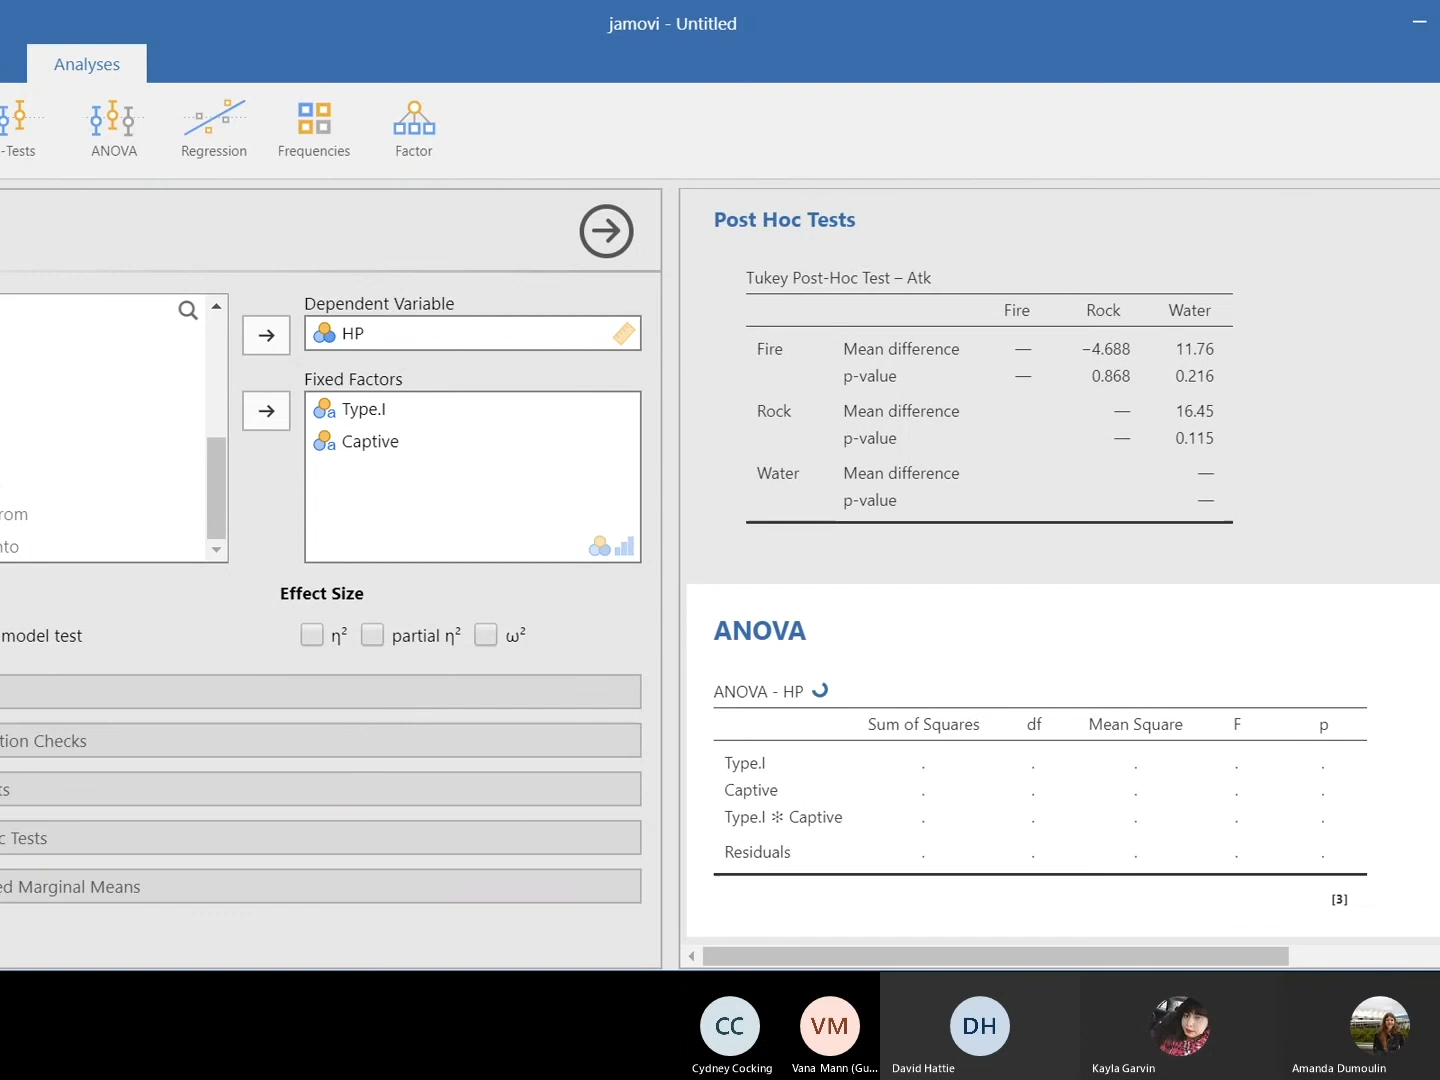 jamovi - Untitled
Analyses
-Tests
ANOVA
Regression
Frequencies
Factor
Dependent Variable
HP
Fixed Factors
Type.I
Captive
rom
nto
Effect Size
model test
η²
partial η²
ω²
tion Checks
ts
c Tests
ed Marginal Means
Post Hoc Tests
Tukey Post-Hoc Test – Atk
Fire Rock Water
Fire Mean difference — −4.688 11.76
p-value — 0.868 0.216
Rock Mean difference — 16.45
p-value — 0.115
Water Mean difference —
p-value —
ANOVA
ANOVA - HP
Sum of Squares df Mean Square F p
Type.I . . . . .
Captive . . . . .
Type.I ✻ Captive . . . . .
Residuals . . . . .
[3]
CC
VM
DH
Cydney Cocking
Vana Mann (Gu...
David Hattie
Kayla Garvin
Amanda Dumoulin